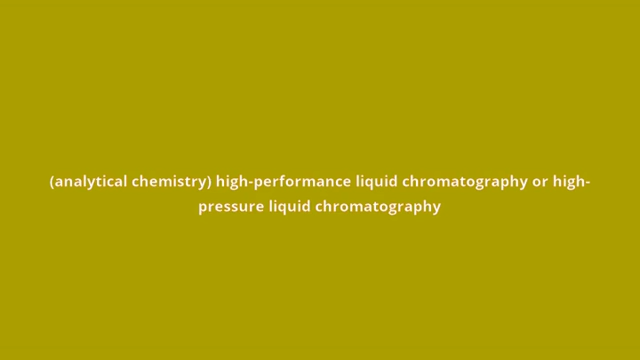 (analytical chemistry) high-performance liquid chromatography or high-
pressure liquid chromatography